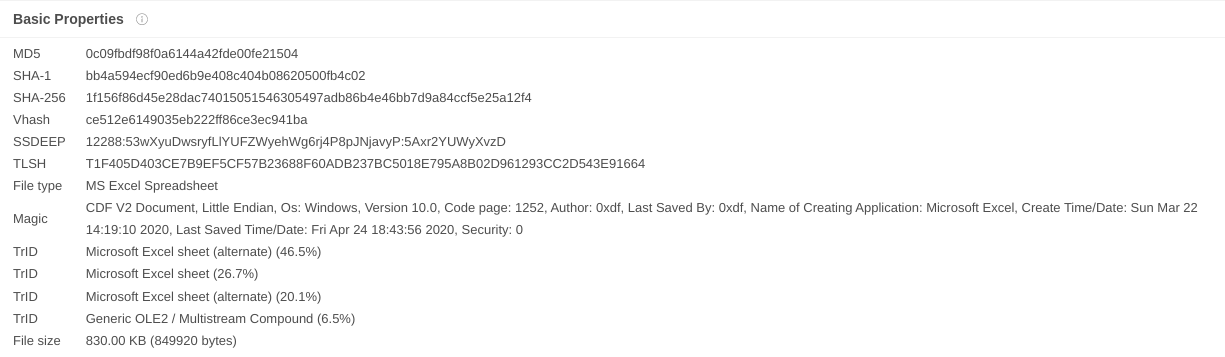 Basic Properties
MD5 0c09fbdf98f0a6144a42fde00fe21504
SHA-1 bb4a594ecf90ed6b9e408c404b08620500fb4c02
SHA-256 1f156f86d45e28dac74015051546305497adb86b4e46bb7d9a84ccf5e25a12f4
Vhash ce512e6149035eb222ff86ce3ec941ba
SSDEEP 12288:53wXyuDwsryfLlYUFZWyehWg6rj4P8pJNjavyP:5Axr2YUWyXvzD
TLSH T1F405D403CE7B9EF5CF57B23688F60ADB237BC5018E795A8B02D961293CC2D543E91664
File type MS Excel Spreadsheet
Magic CDF V2 Document, Little Endian, Os: Windows, Version 10.0, Code page: 1252, Author: 0xdf, Last Saved By: 0xdf, Name of Creating Application: Microsoft Excel, Create Time/Date: Sun Mar 22
14:19:10 2020, Last Saved Time/Date: Fri Apr 24 18:43:56 2020, Security: 0
TrID Microsoft Excel sheet (alternate) (46.5%)
TrID Microsoft Excel sheet (26.7%)
TrID Microsoft Excel sheet (alternate) (20.1%)
TrID Generic OLE2 / Multistream Compound (6.5%)
File size 830.00 KB (849920 bytes)